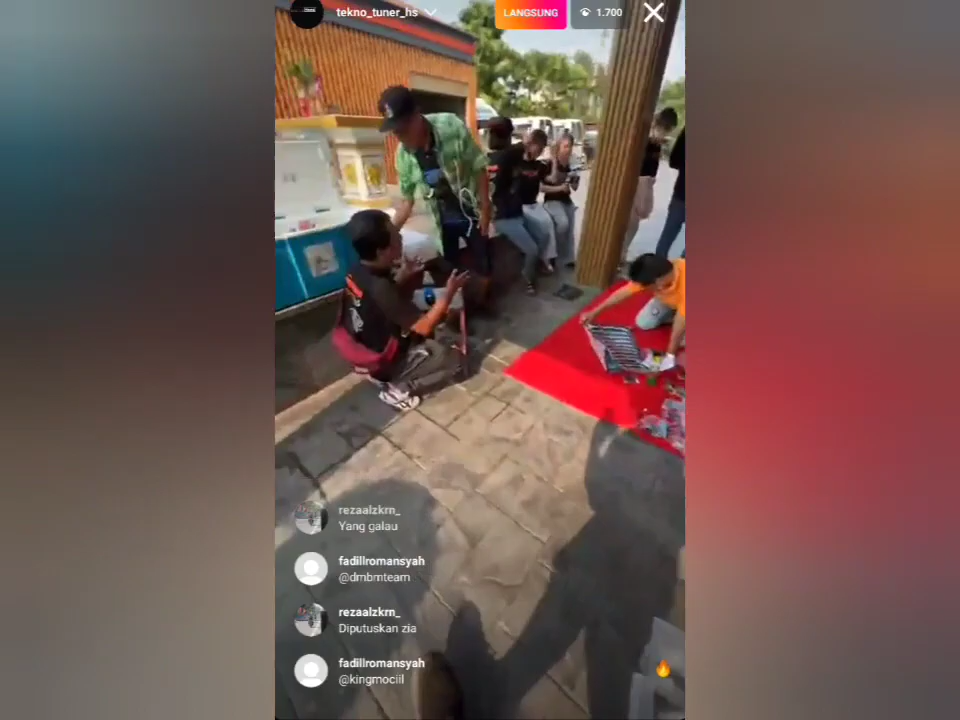 tekno_tuner_hs
LANGSUNG
1.700
rezaalzkrn_
Yang galau
fadillromansyah
@dmbmteam
rezaalzkrn_
Diputuskan zia
fadillromansyah
@kingmociil